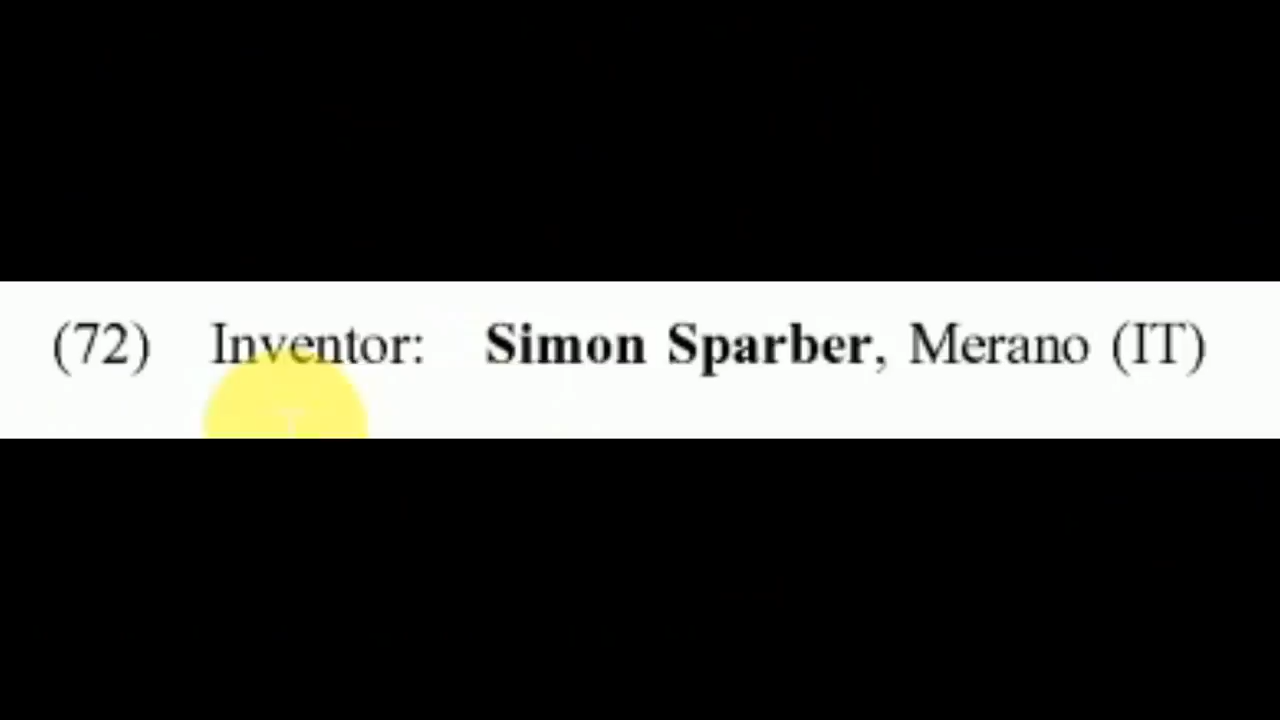 (72) Inventor: Simon Sparber, Merano (IT)